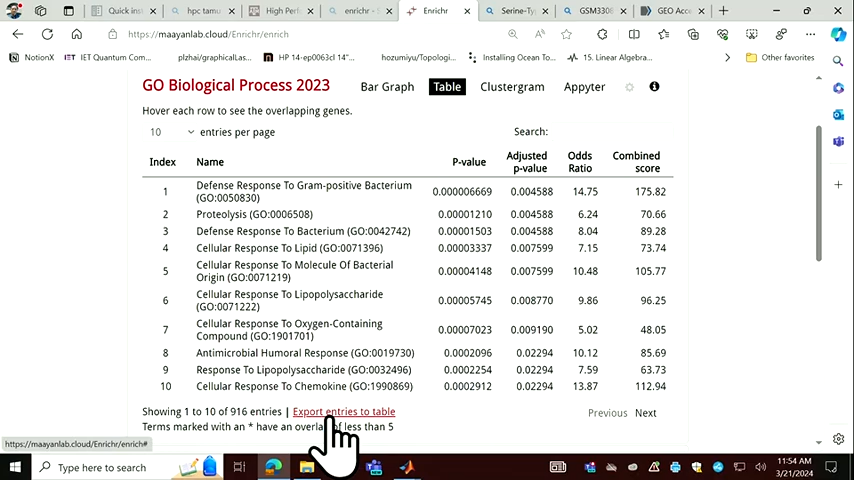 Quick inst
hpc tamu
High Perf
enrichr - 
Enrichr
Serine-Ty
GSM330
GEO Acce
https://maayanlab.cloud/Enrichr/enrich
NotionX
IET Quantum Com...
plzhai/graphicalLas...
HP 14-ep0063cl 14"...
hozumiyu/Topologi...
Installing Ocean To...
15. Linear Algebra...
Other favorites
GO Biological Process 2023
Bar Graph
Table
Clustergram
Appyter
Hover each row to see the overlapping genes.
10 entries per page
Search:
Index Name P-value Adjusted p-value Odds Ratio Combined score
1 Defense Response To Gram-positive Bacterium (GO:0050830) 0.000006669 0.004588 14.75 175.82
2 Proteolysis (GO:0006508) 0.00001210 0.004588 6.24 70.66
3 Defense Response To Bacterium (GO:0042742) 0.00001503 0.004588 8.04 89.28
4 Cellular Response To Lipid (GO:0071396) 0.00003337 0.007599 7.15 73.74
5 Cellular Response To Molecule Of Bacterial Origin (GO:0071219) 0.00004148 0.007599 10.48 105.77
6 Cellular Response To Lipopolysaccharide (GO:0071222) 0.00005745 0.008770 9.86 96.25
7 Cellular Response To Oxygen-Containing Compound (GO:1901701) 0.00007023 0.009190 5.02 48.05
8 Antimicrobial Humoral Response (GO:0019730) 0.0002096 0.02294 10.12 85.69
9 Response To Lipopolysaccharide (GO:0032496) 0.0002254 0.02294 7.59 63.73
10 Cellular Response To Chemokine (GO:1990869) 0.0002912 0.02294 13.87 112.94
Showing 1 to 10 of 916 entries | Export entries to table
Previous Next
Terms marked with an * have an overlap of less than 5
https://maayanlab.cloud/Enrichr/enrich#
Type here to search
11:54 AM
3/21/2024